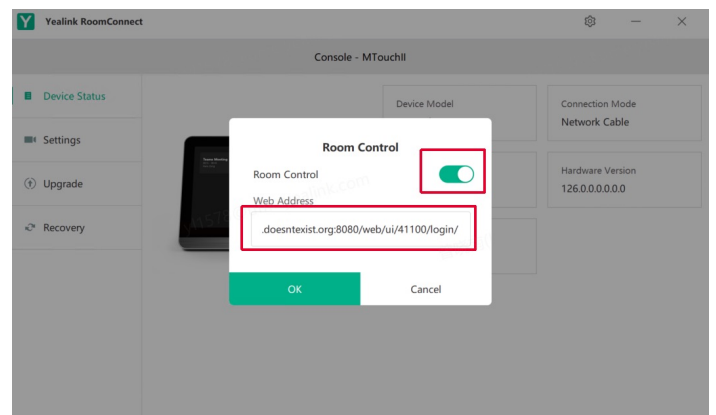 Yealink RoomConnect
Console - MTouchII
Device Status
Settings
Upgrade
Recovery
Device Model
Connection Mode
Network Cable
Hardware Version
126.0.0.0.0.0
Room Control
Room Control
Web Address
.doesntexist.org:8080/web/ui/41100/login/
OK
Cancel